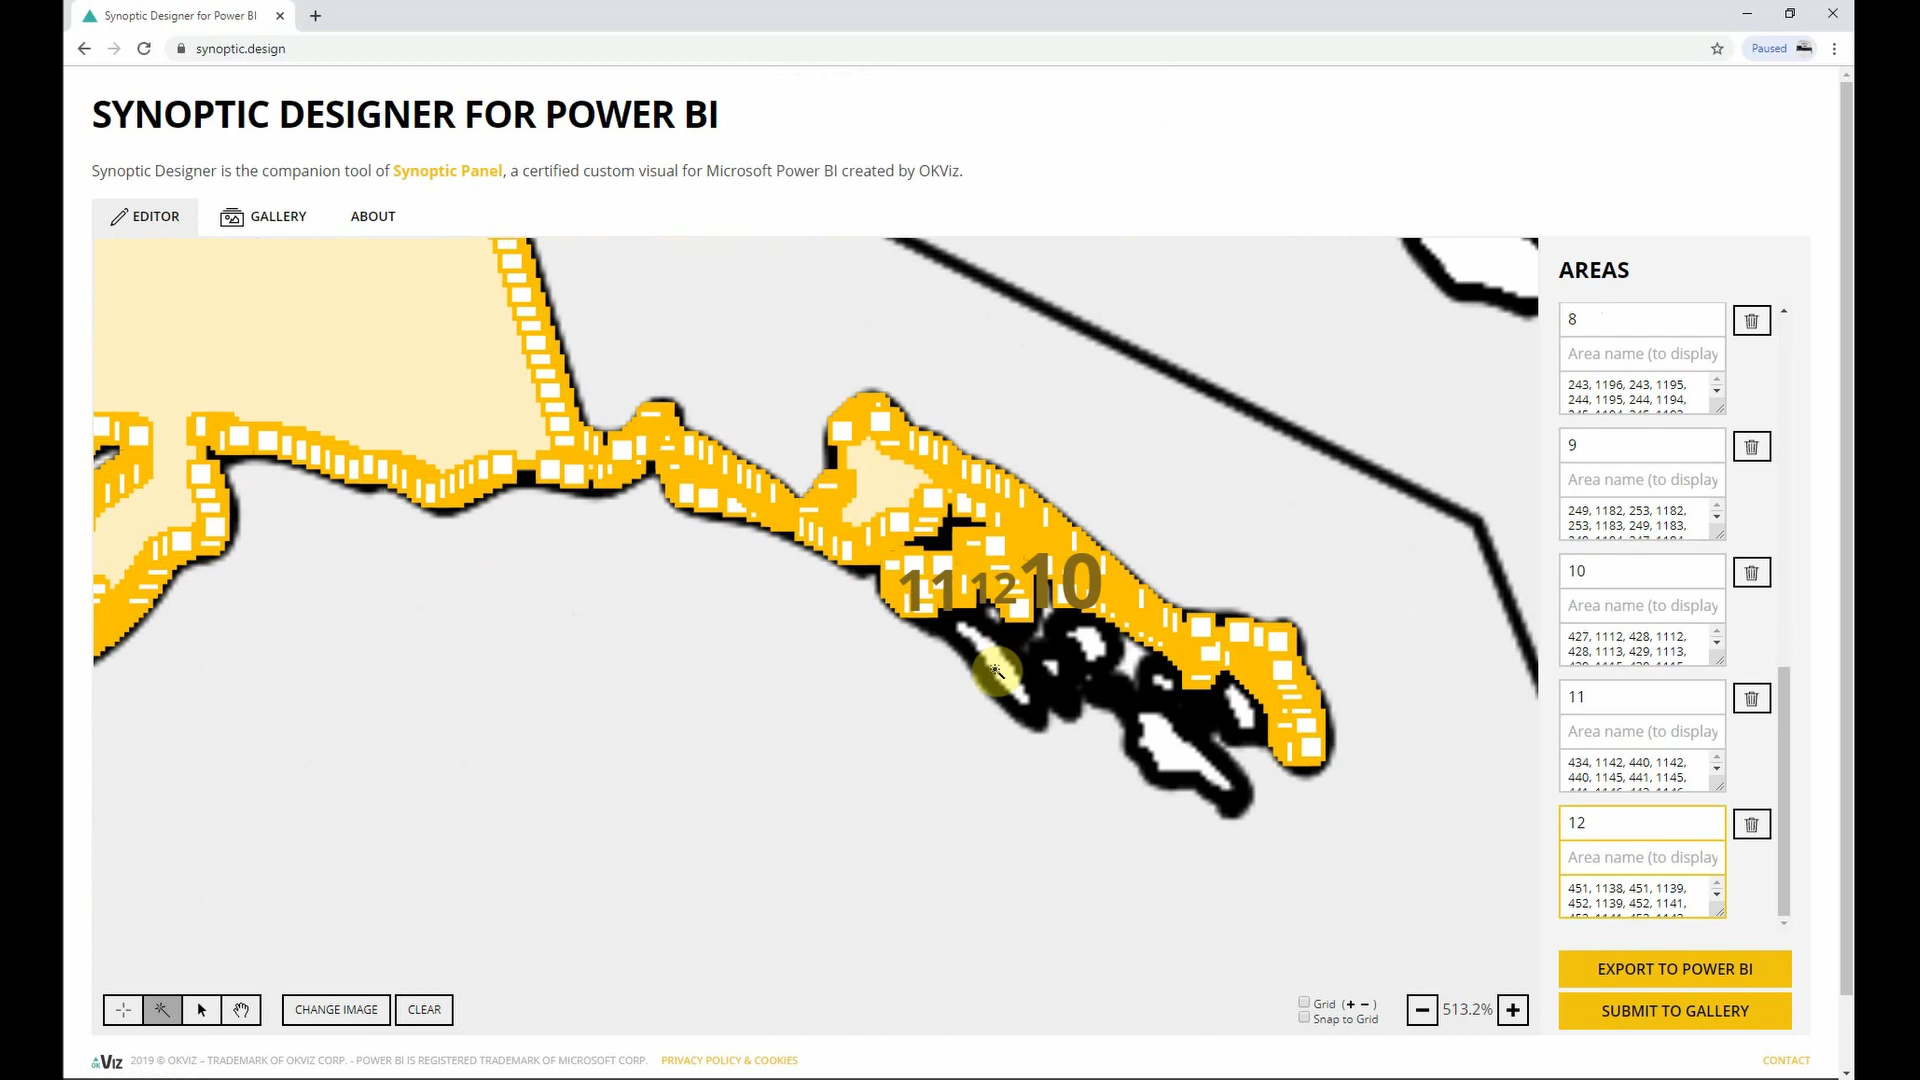 Synoptic Designer for Power BI
synoptic.design
Paused
SYNOPTIC DESIGNER FOR POWER BI
Synoptic Designer is the companion tool of Synoptic Panel, a certified custom visual for Microsoft Power BI created by OKViz.
EDITOR
GALLERY
ABOUT
11
12
10
AREAS
8
Area name (to display
243, 1196, 243, 1195,
244, 1195, 244, 1194,
9
Area name (to display
249, 1182, 253, 1182,
253, 1183, 249, 1183,
10
Area name (to display
427, 1112, 428, 1112,
428, 1113, 429, 1113,
11
Area name (to display
434, 1142, 440, 1142,
440, 1145, 441, 1145,
12
Area name (to display
451, 1138, 451, 1139,
452, 1139, 452, 1141,
EXPORT TO POWER BI
SUBMIT TO GALLERY
CHANGE IMAGE
CLEAR
Grid (+ − )
Snap to Grid
513.2%
OKVIZ 2019 © OKVIZ – TRADEMARK OF OKVIZ CORP. - POWER BI IS REGISTERED TRADEMARK OF MICROSOFT CORP. PRIVACY POLICY & COOKIES
CONTACT